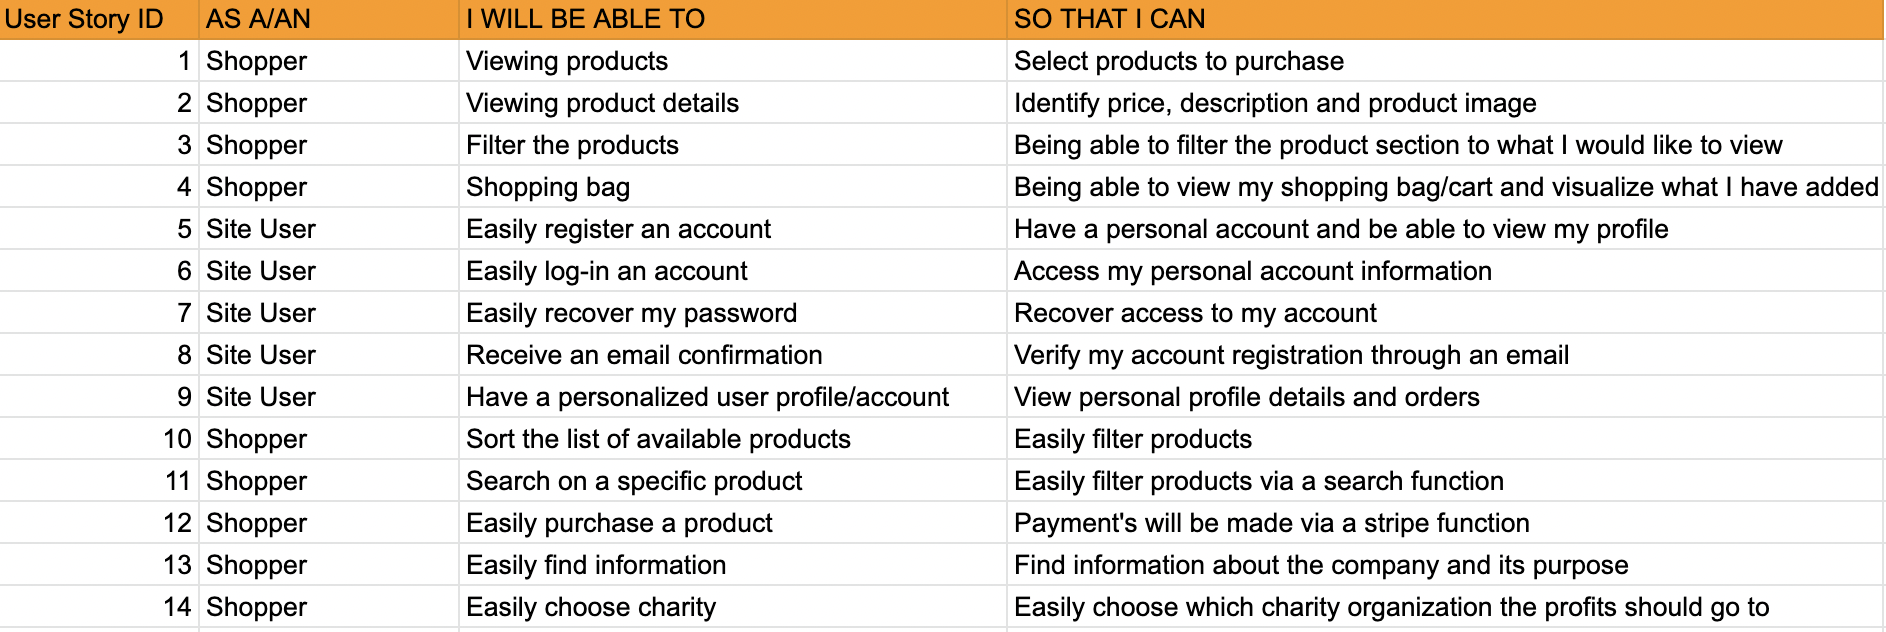 User Story ID AS A/AN I WILL BE ABLE TO SO THAT I CAN
1 Shopper Viewing products Select products to purchase
2 Shopper Viewing product details Identify price, description and product image
3 Shopper Filter the products Being able to filter the product section to what I would like to view
4 Shopper Shopping bag Being able to view my shopping bag/cart and visualize what I have added
5 Site User Easily register an account Have a personal account and be able to view my profile
6 Site User Easily log-in an account Access my personal account information
7 Site User Easily recover my password Recover access to my account
8 Site User Receive an email confirmation Verify my account registration through an email
9 Site User Have a personalized user profile/account View personal profile details and orders
10 Shopper Sort the list of available products Easily filter products
11 Shopper Search on a specific product Easily filter products via a search function
12 Shopper Easily purchase a product Payment's will be made via a stripe function
13 Shopper Easily find information Find information about the company and its purpose
14 Shopper Easily choose charity Easily choose which charity organization the profits should go to